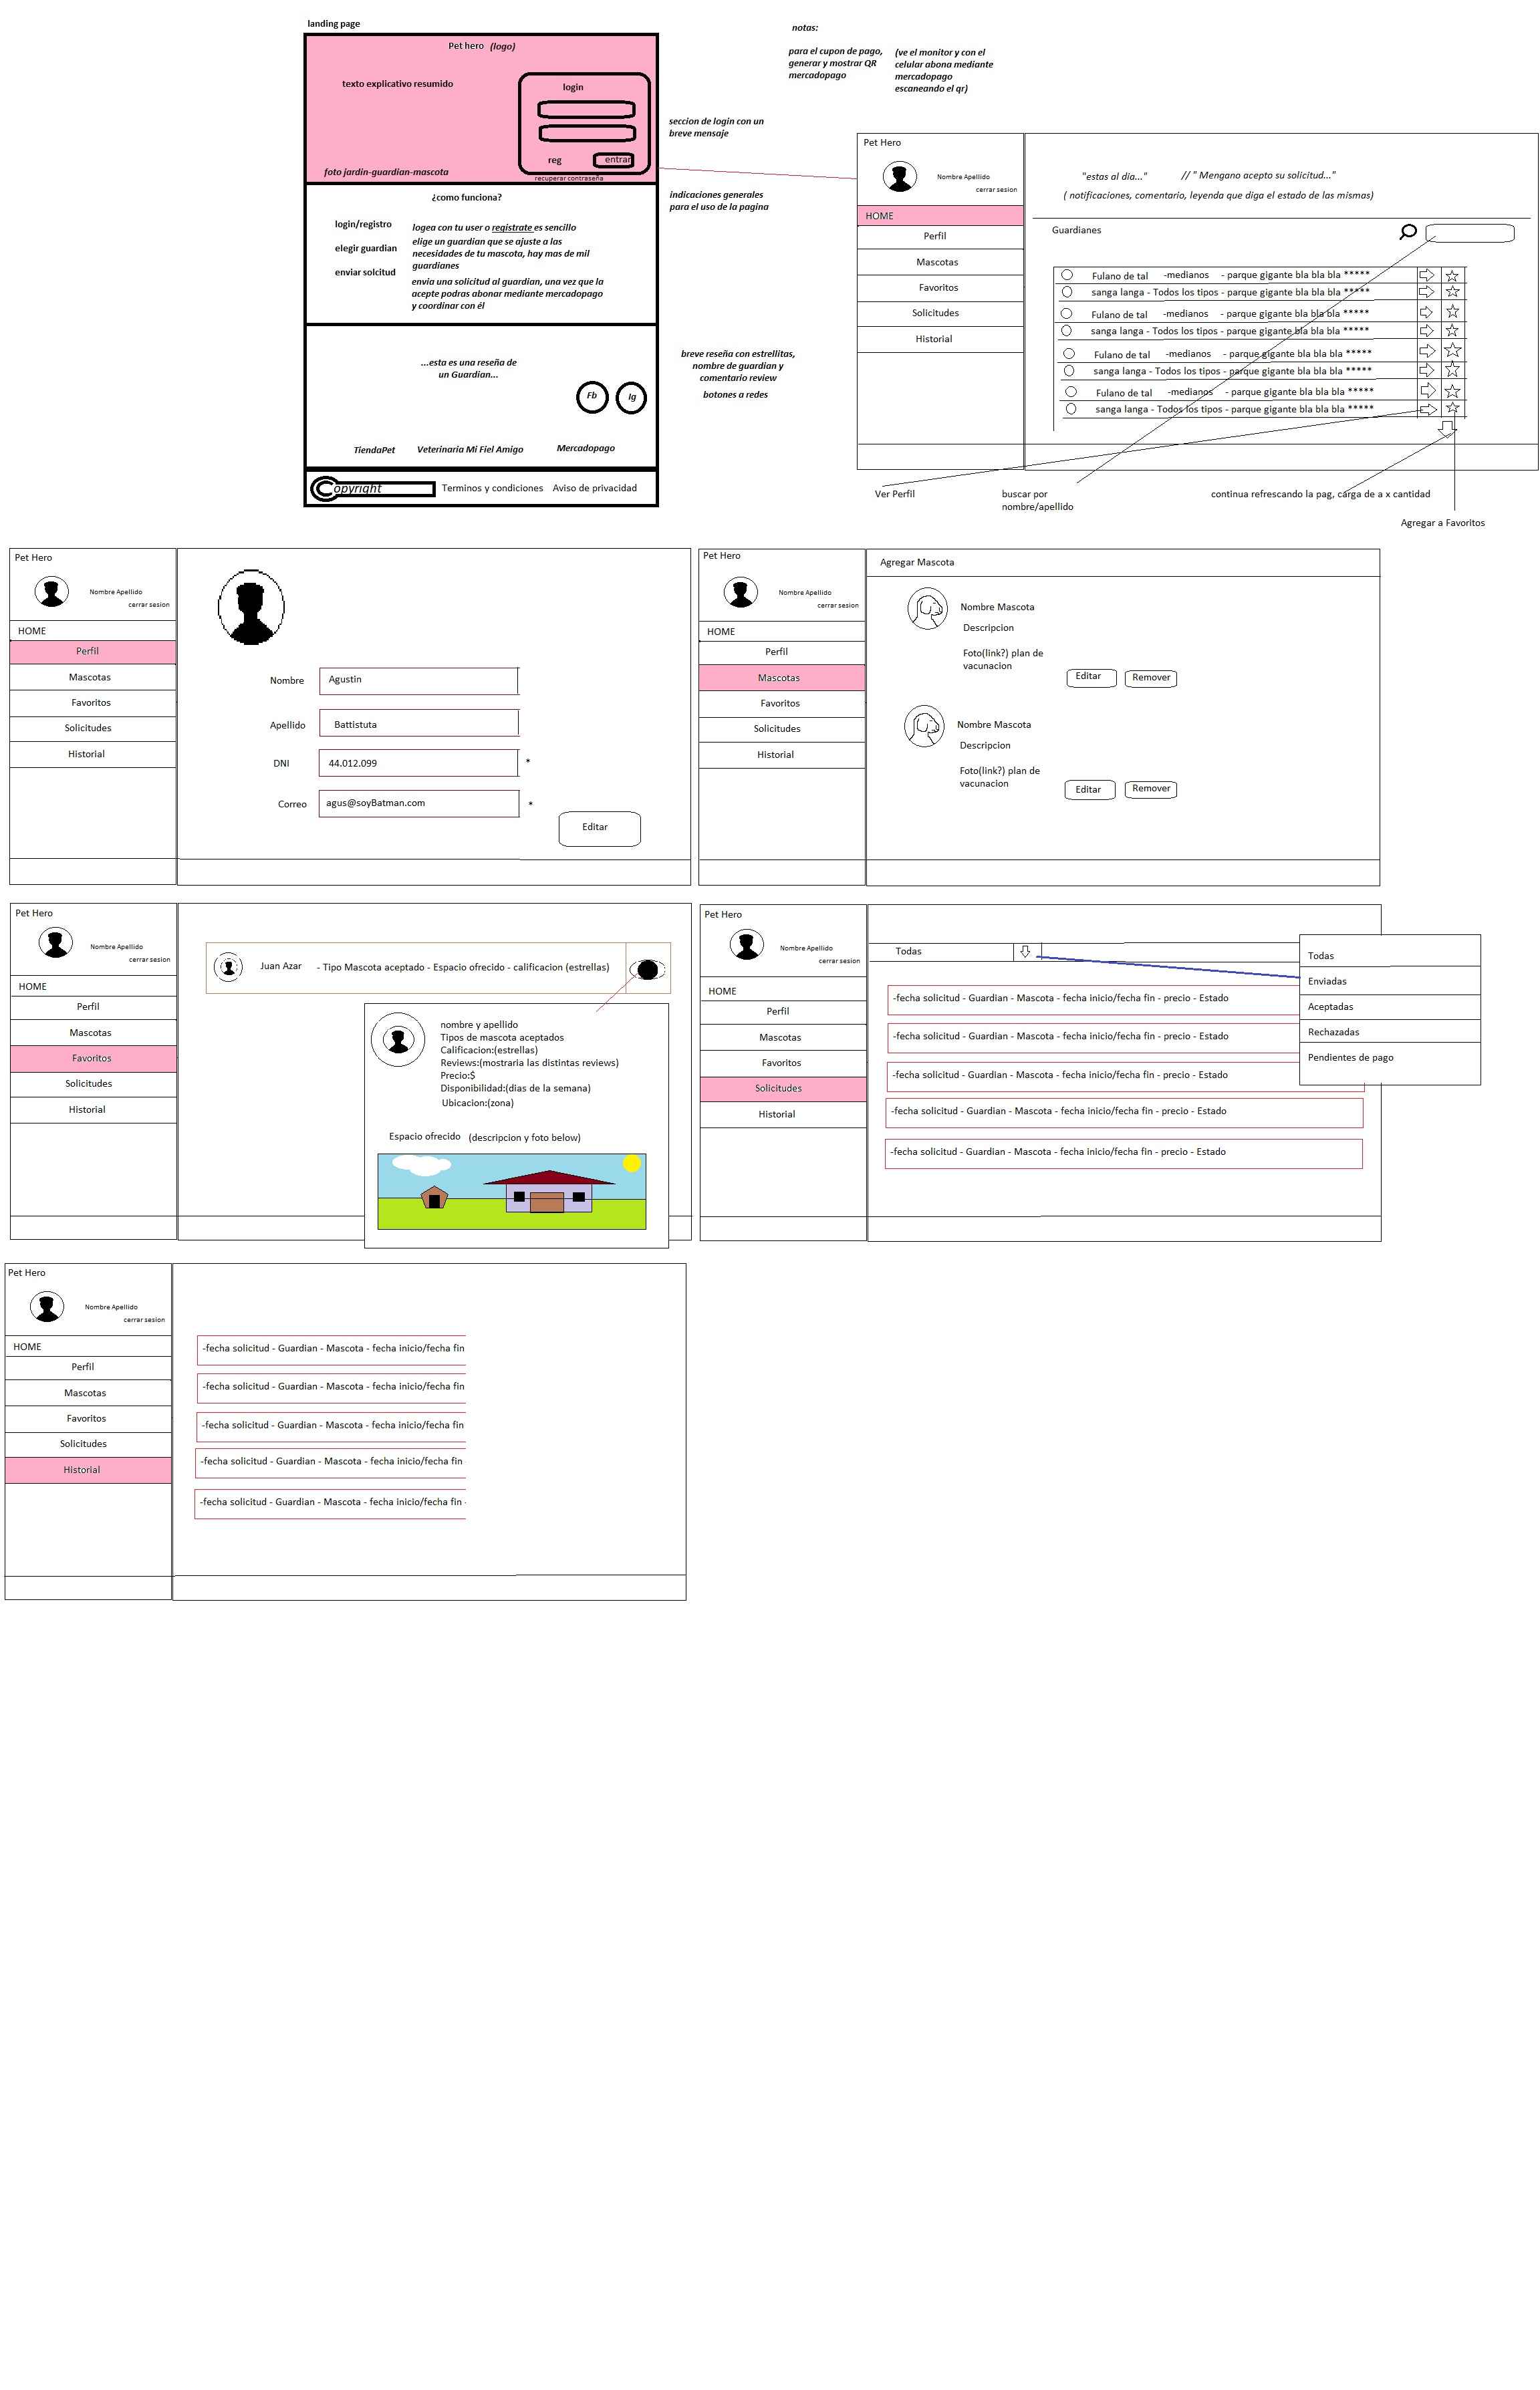 landing page
Pet hero (logo)
texto explicativo resumido
login
reg
entrar
recuperar contraseña
foto jardin-guardian-mascota
¿como funciona?
login/registro
logea con tu user o registrate es sencillo
elegir guardian
elige un guardian que se ajuste a las
necesidades de tu mascota, hay mas de mil
guardianes
enviar solcitud
envia una solicitud al guardian, una vez que la
acepte podras abonar mediante mercadopago
y coordinar con él
...esta es una reseña de
un Guardian...
Fb
Ig
TiendaPet
Veterinaria Mi Fiel Amigo
Mercadopago
Copyright
Terminos y condiciones
Aviso de privacidad
seccion de login con un
breve mensaje
indicaciones generales
para el uso de la pagina
breve reseña con estrellitas,
nombre de guardian y
comentario review
botones a redes
notas:
para el cupon de pago,
generar y mostrar QR
mercadopago
(ve el monitor y con el
celular abona mediante
mercadopago
escaneando el qr)
Pet Hero
Nombre Apellido
cerrar sesion
HOME
Perfil
Mascotas
Favoritos
Solicitudes
Historial
"estas al dia..."
// " Mengano acepto su solicitud..."
( notificaciones, comentario, leyenda que diga el estado de las mismas)
Guardianes
Fulano de tal -medianos - parque gigante bla bla bla *****
sanga langa - Todos los tipos - parque gigante bla bla bla *****
Fulano de tal -medianos - parque gigante bla bla bla *****
sanga langa - Todos los tipos - parque gigante bla bla bla *****
Fulano de tal -medianos - parque gigante bla bla bla *****
sanga langa - Todos los tipos - parque gigante bla bla bla *****
Fulano de tal -medianos - parque gigante bla bla bla *****
sanga langa - Todos los tipos - parque gigante bla bla bla *****
Ver Perfil
buscar por
nombre/apellido
continua refrescando la pag, carga de a x cantidad
Agregar a Favoritos
Pet Hero
Nombre Apellido
cerrar sesion
HOME
Perfil
Mascotas
Favoritos
Solicitudes
Historial
Nombre
Agustin
Apellido
Battistuta
DNI
44.012.099
*
Correo
agus@soyBatman.com
*
Editar
Pet Hero
Nombre Apellido
cerrar sesion
HOME
Perfil
Mascotas
Favoritos
Solicitudes
Historial
Agregar Mascota
Nombre Mascota
Descripcion
Foto(link?) plan de
vacunacion
Editar
Remover
Nombre Mascota
Descripcion
Foto(link?) plan de
vacunacion
Editar
Remover
Pet Hero
Nombre Apellido
cerrar sesion
HOME
Perfil
Mascotas
Favoritos
Solicitudes
Historial
Juan Azar - Tipo Mascota aceptado - Espacio ofrecido - calificacion (estrellas)
nombre y apellido
Tipos de mascota aceptados
Calificacion:(estrellas)
Reviews:(mostraria las distintas reviews)
Precio:$
Disponibilidad:(dias de la semana)
Ubicacion:(zona)
Espacio ofrecido (descripcion y foto below)
Pet Hero
Nombre Apellido
cerrar sesion
HOME
Perfil
Mascotas
Favoritos
Solicitudes
Historial
Todas
-fecha solicitud - Guardian - Mascota - fecha inicio/fecha fin - precio - Estado
-fecha solicitud - Guardian - Mascota - fecha inicio/fecha fin - precio - Estado
-fecha solicitud - Guardian - Mascota - fecha inicio/fecha fin - precio - Estado
-fecha solicitud - Guardian - Mascota - fecha inicio/fecha fin - precio - Estado
-fecha solicitud - Guardian - Mascota - fecha inicio/fecha fin - precio - Estado
Todas
Enviadas
Aceptadas
Rechazadas
Pendientes de pago
Pet Hero
Nombre Apellido
cerrar sesion
HOME
Perfil
Mascotas
Favoritos
Solicitudes
Historial
-fecha solicitud - Guardian - Mascota - fecha inicio/fecha fin
-fecha solicitud - Guardian - Mascota - fecha inicio/fecha fin
-fecha solicitud - Guardian - Mascota - fecha inicio/fecha fin
-fecha solicitud - Guardian - Mascota - fecha inicio/fecha fin -
-fecha solicitud - Guardian - Mascota - fecha inicio/fecha fin -